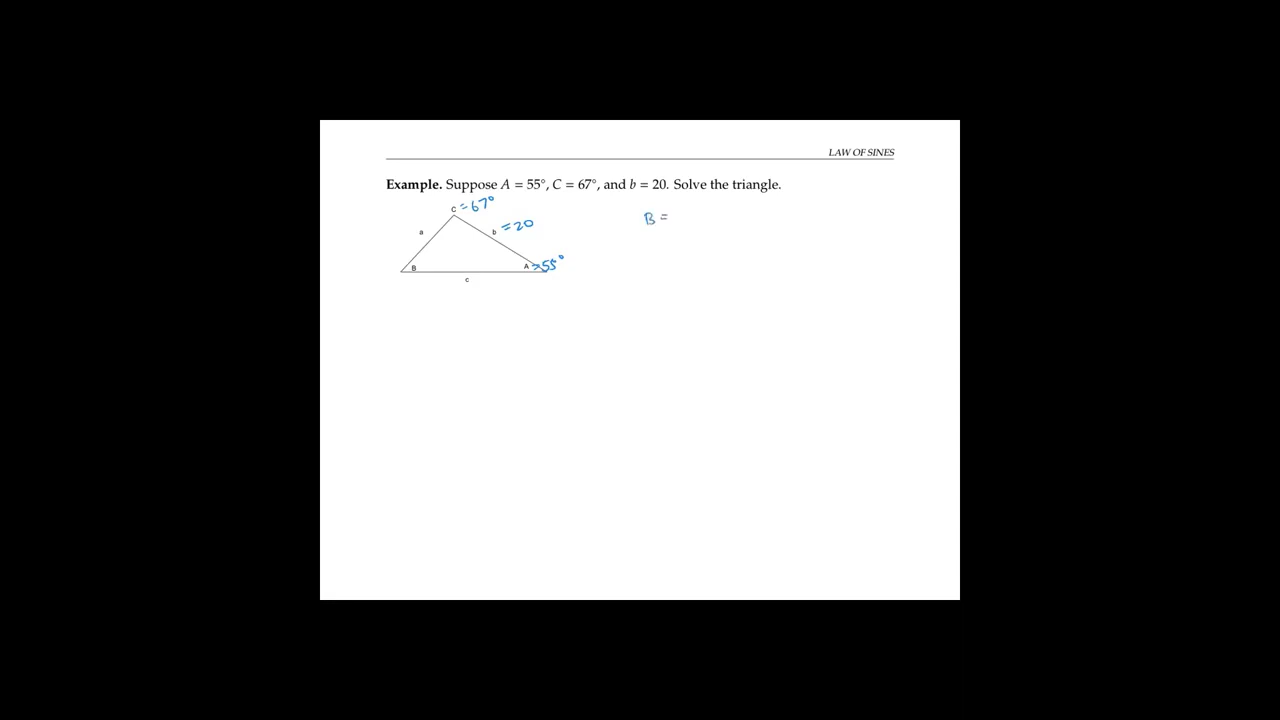 LAW OF SINES
Example. Suppose A = 55°, C = 67°, and b = 20. Solve the triangle.
C = 67°
B =
a
b = 20
B
A = 55°
c